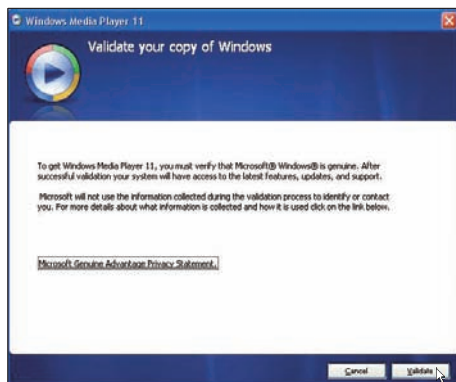 Windows Media Player 11
Validate your copy of Windows
To get Windows Media Player 11, you must verify that Microsoft® Windows® is genuine. After
successful validation your system will have access to the latest features, updates, and support.
Microsoft will not use the information collected during the validation process to identify or contact
you. For more details about what information is collected and how it is used click on the link below.
Microsoft Genuine Advantage Privacy Statement.
Cancel
Validate